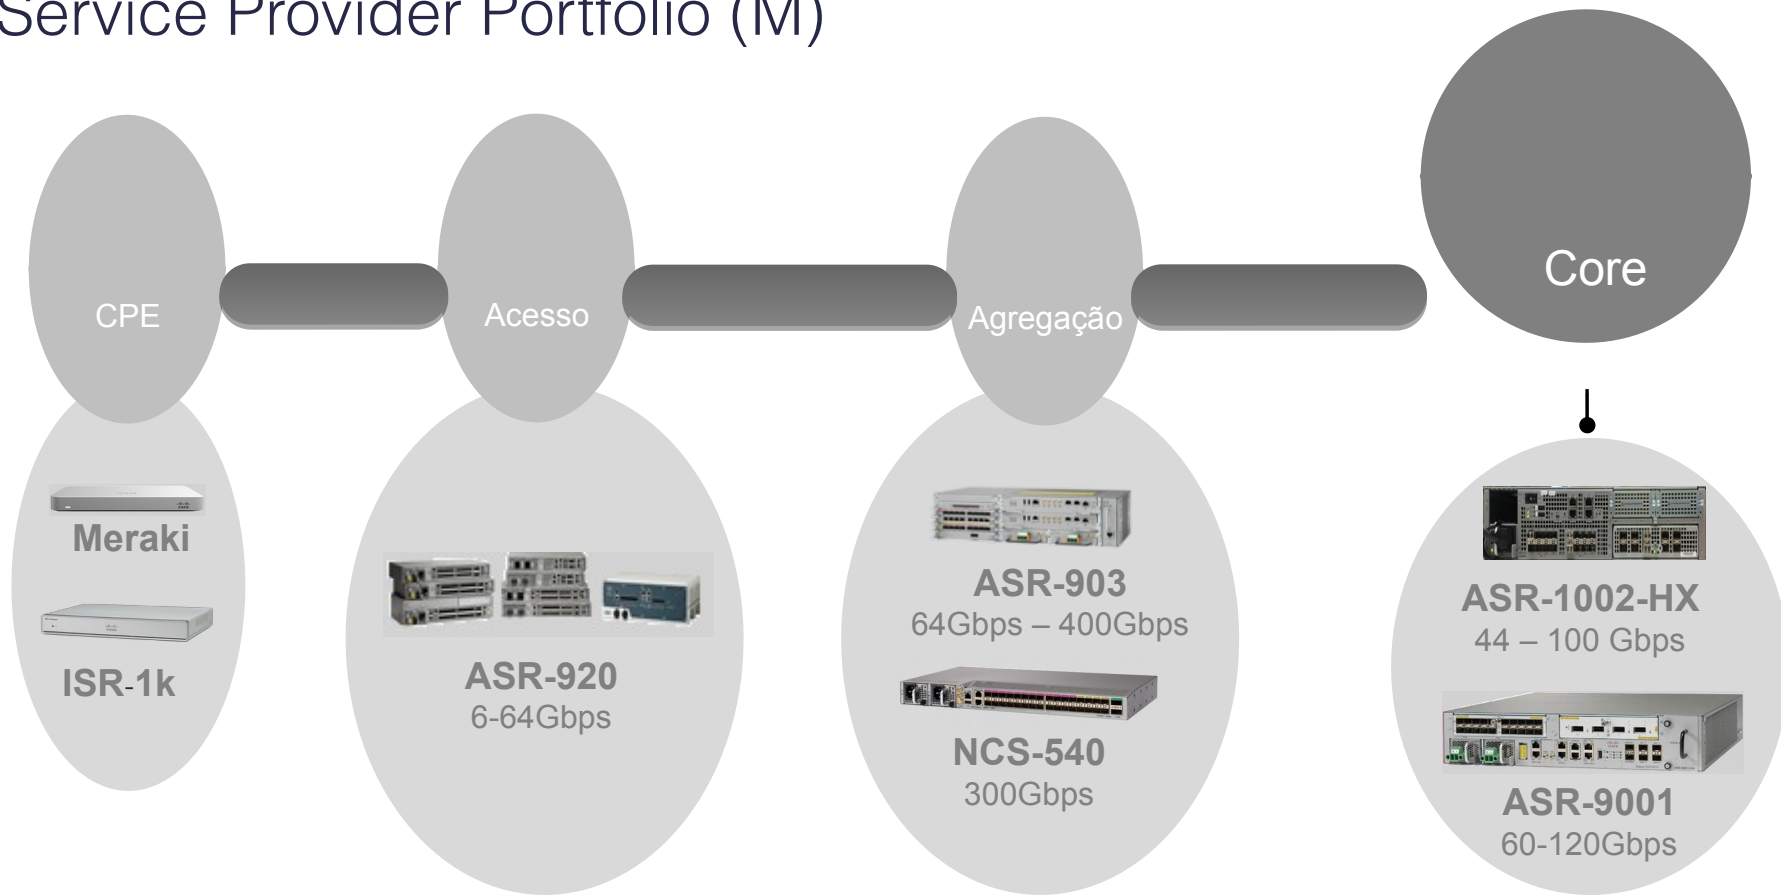 Service Provider Portfolio (M)
CPE
Acesso
Agregação
Core
Meraki
ISR-1k
ASR-920
6-64Gbps
ASR-903
64Gbps – 400Gbps
NCS-540
300Gbps
ASR-1002-HX
44 – 100 Gbps
ASR-9001
60-120Gbps